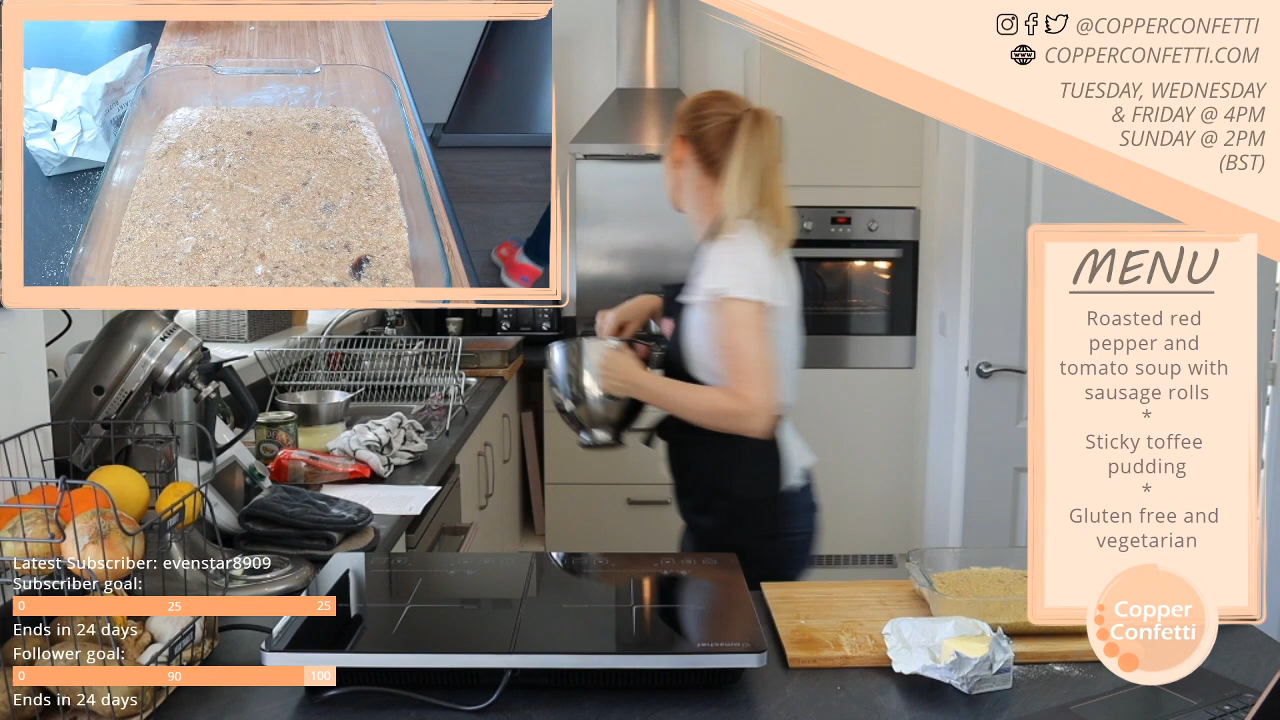 @COPPERCONFETTI
COPPERCONFETTI.COM
TUESDAY, WEDNESDAY
& FRIDAY @ 4PM
SUNDAY @ 2PM
(BST)
MENU
Roasted red
pepper and
tomato soup with
sausage rolls
*
Sticky toffee
pudding
*
Gluten free and
vegetarian
Copper
Confetti
Latest Subscriber: evenstar8909
Subscriber goal:
0 25 25
Ends in 24 days
Follower goal:
0 90 100
Ends in 24 days